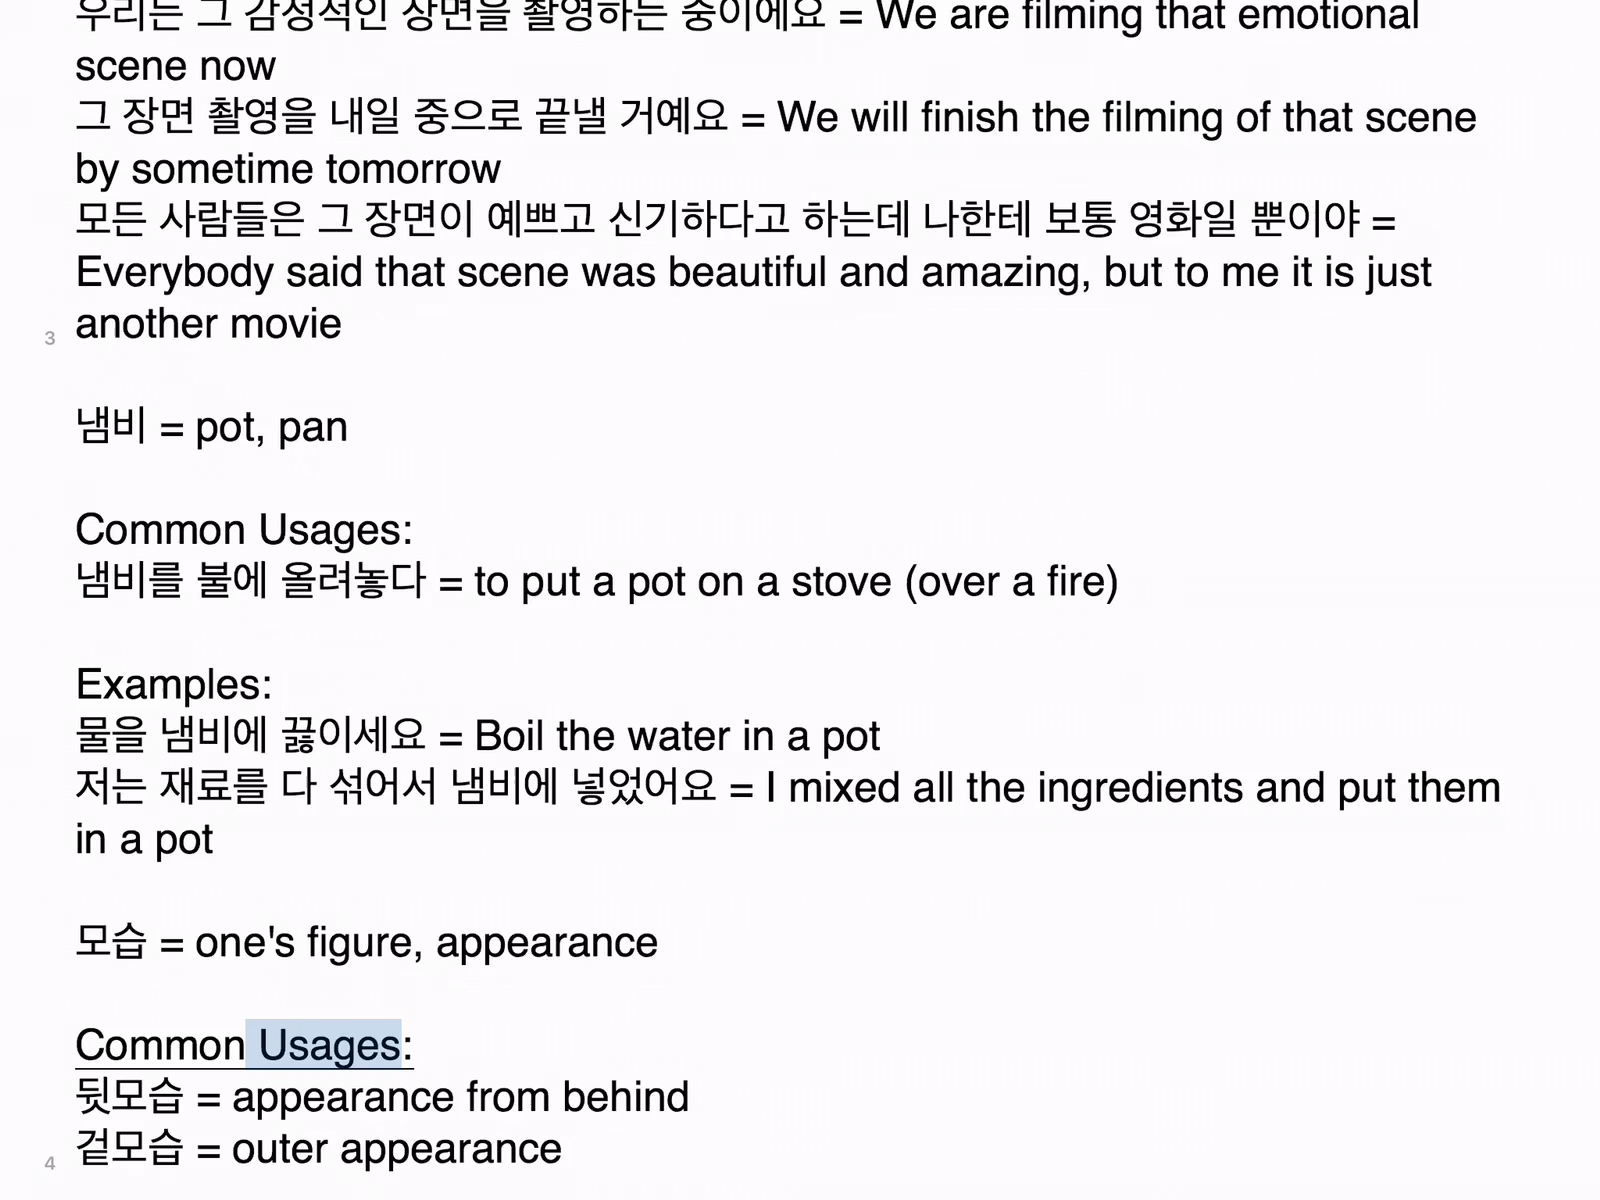 우리는 그 감정적인 장면을 촬영하는 중이에요 = We are filming that emotional
scene now
그 장면 촬영을 내일 중으로 끝낼 거예요 = We will finish the filming of that scene
by sometime tomorrow
모든 사람들은 그 장면이 예쁘고 신기하다고 하는데 나한테 보통 영화일 뿐이야 =
Everybody said that scene was beautiful and amazing, but to me it is just
3 another movie
냄비 = pot, pan
Common Usages:
냄비를 불에 올려놓다 = to put a pot on a stove (over a fire)
Examples:
물을 냄비에 끓이세요 = Boil the water in a pot
저는 재료를 다 섞어서 냄비에 넣었어요 = I mixed all the ingredients and put them
in a pot
모습 = one's figure, appearance
Common Usages:
뒷모습 = appearance from behind
4 겉모습 = outer appearance